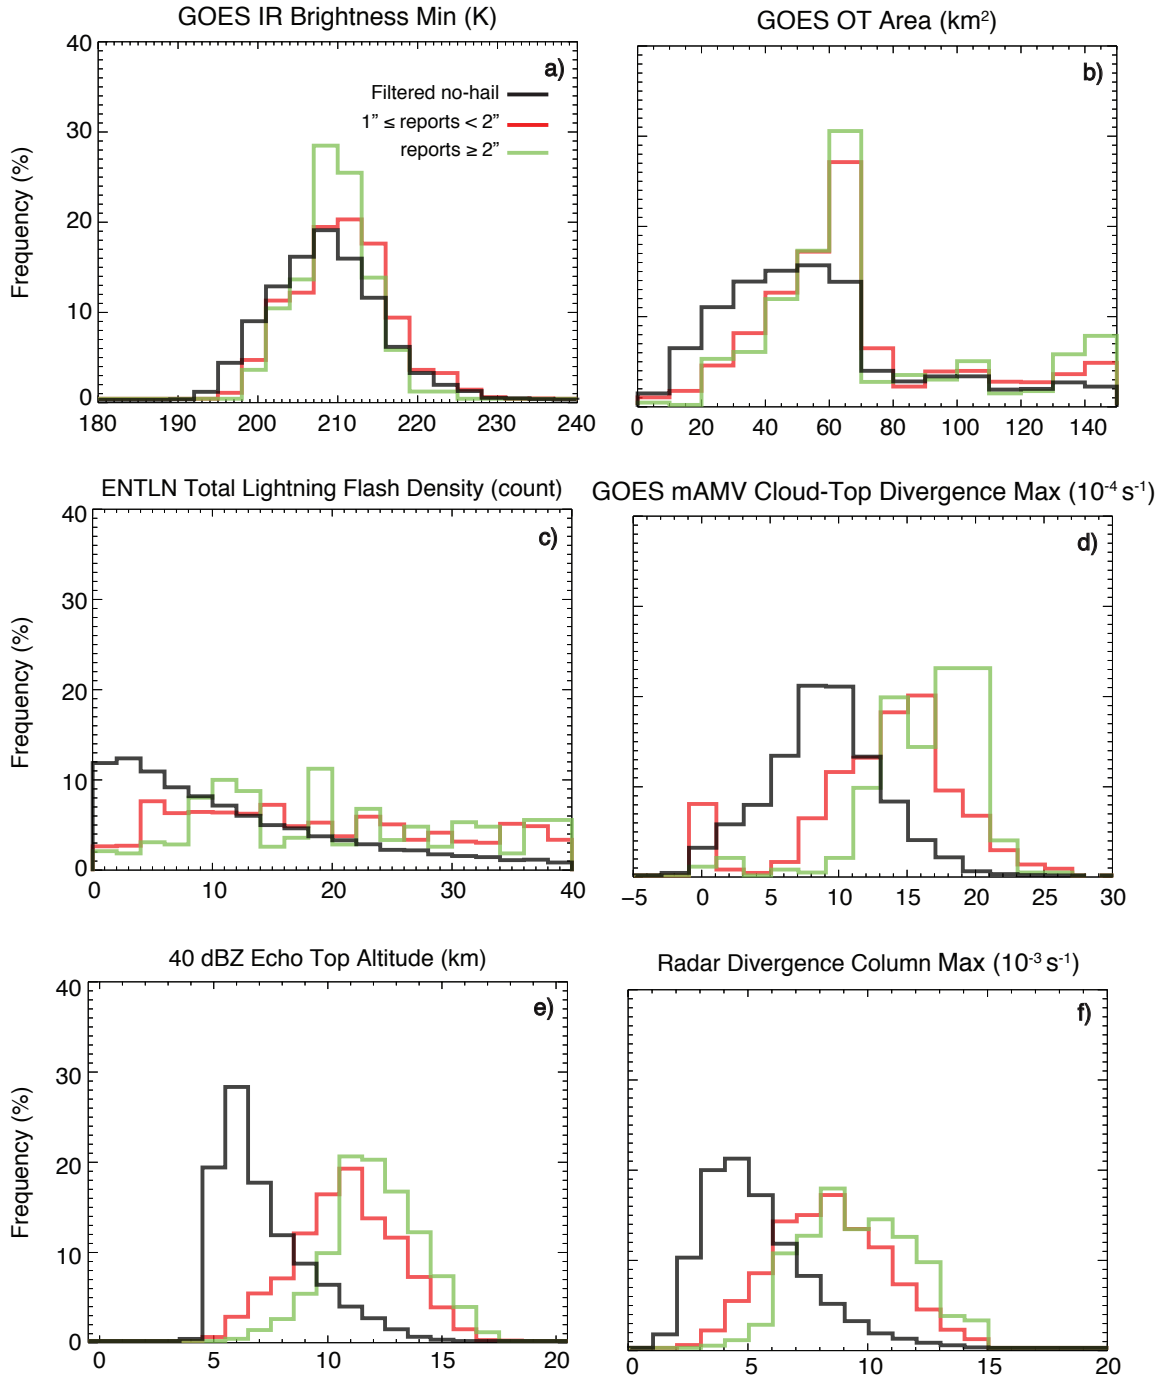 GOES IR Brightness Min (K)
GOES OT Area (km²)
40
30
20
10
0
Frequency (%)
a)
Filtered no-hail
1” ≤ reports < 2”
reports ≥ 2”
180 190 200 210 220 230 240
b)
0 20 40 60 80 100 120 140
ENTLN Total Lightning Flash Density (count)
GOES mAMV Cloud-Top Divergence Max (10⁻⁴ s⁻¹)
40
30
20
10
0
Frequency (%)
c)
0 10 20 30 40
d)
−5 0 5 10 15 20 25 30
40 dBZ Echo Top Altitude (km)
Radar Divergence Column Max (10⁻³ s⁻¹)
40
30
20
10
0
Frequency (%)
e)
0 5 10 15 20
f)
0 5 10 15 20